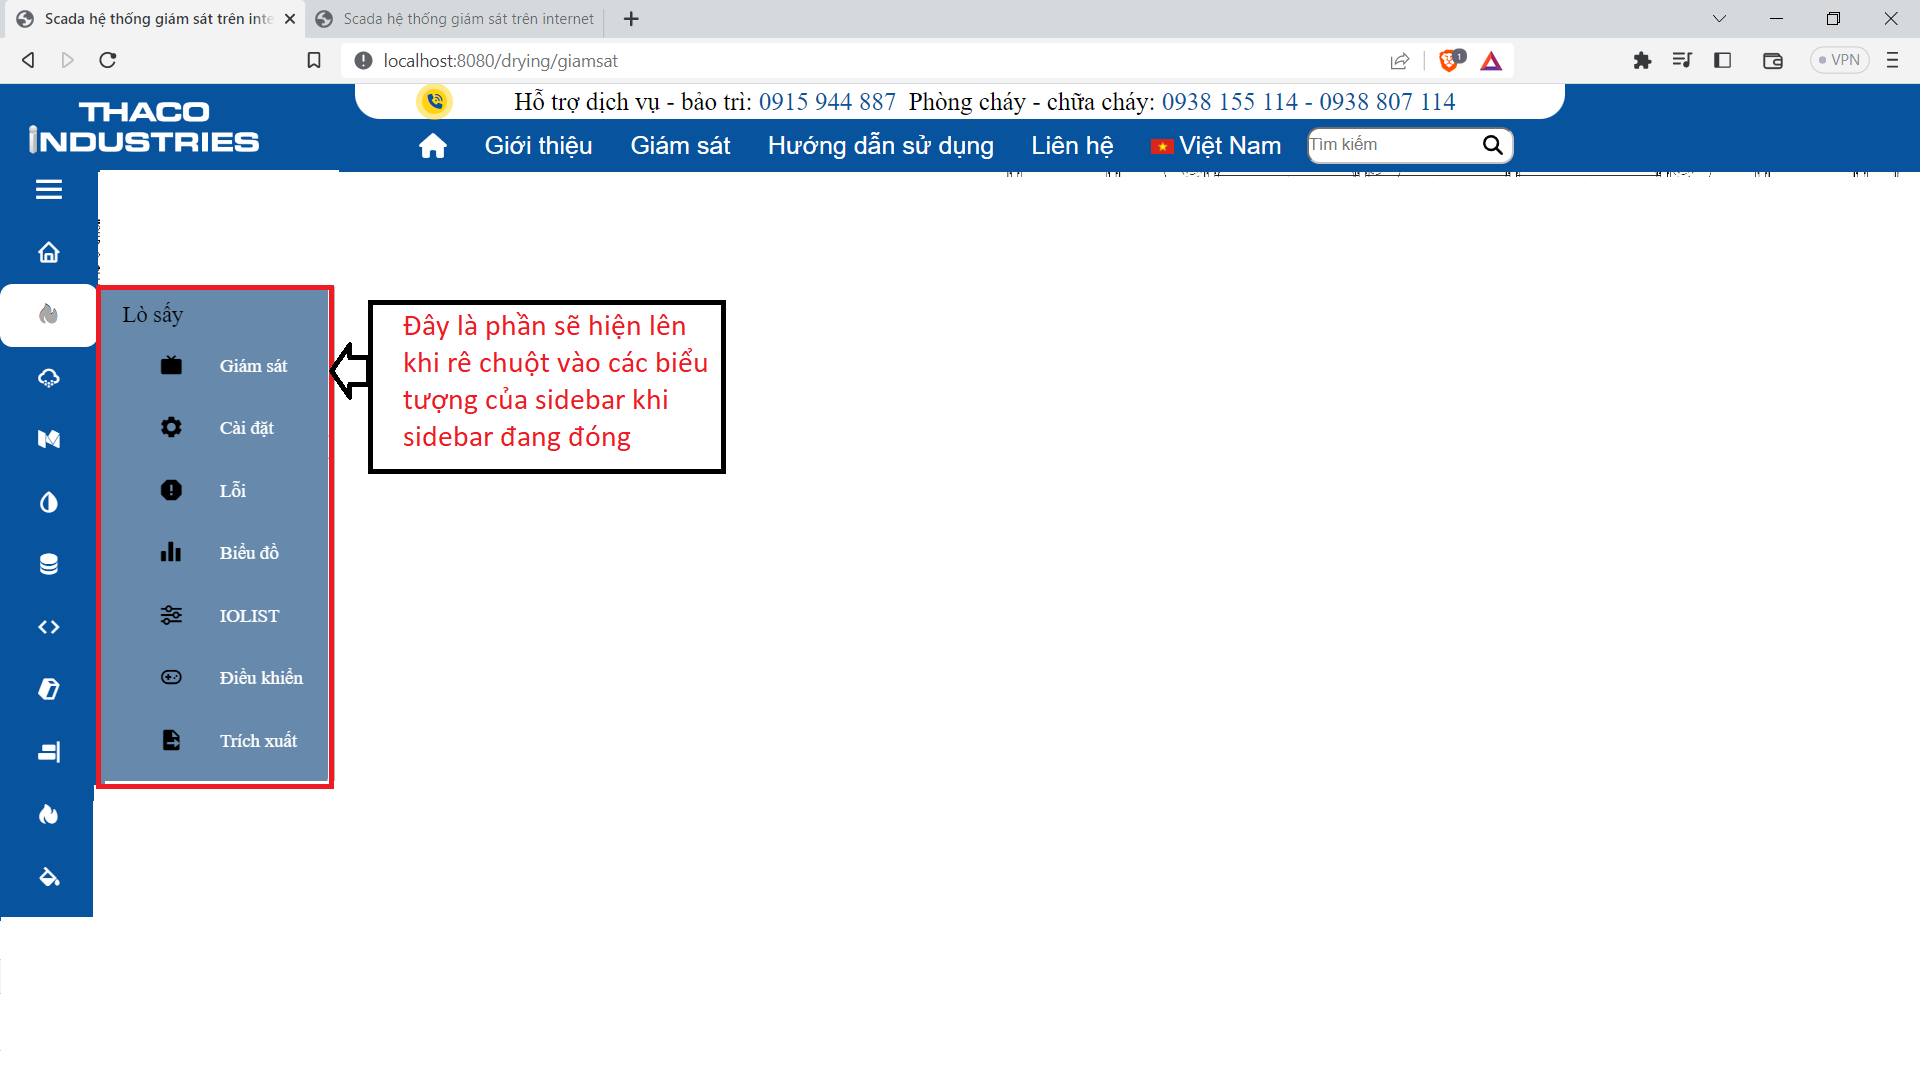 Scada hệ thống giám sát trên inte
Scada hệ thống giám sát trên internet
localhost:8080/drying/giamsat
1
VPN
THACO
INDUSTRIES
Hỗ trợ dịch vụ - bảo trì: 0915 944 887 Phòng cháy - chữa cháy: 0938 155 114 - 0938 807 114
Giới thiệu
Giám sát
Hướng dẫn sử dụng
Liên hệ
Việt Nam
Tìm kiếm
Lò sấy
Giám sát
Cài đặt
Lỗi
Biểu đồ
IOLIST
Điều khiển
Trích xuất
Đây là phần sẽ hiện lên
khi rê chuột vào các biểu
tượng của sidebar khi
sidebar đang đóng